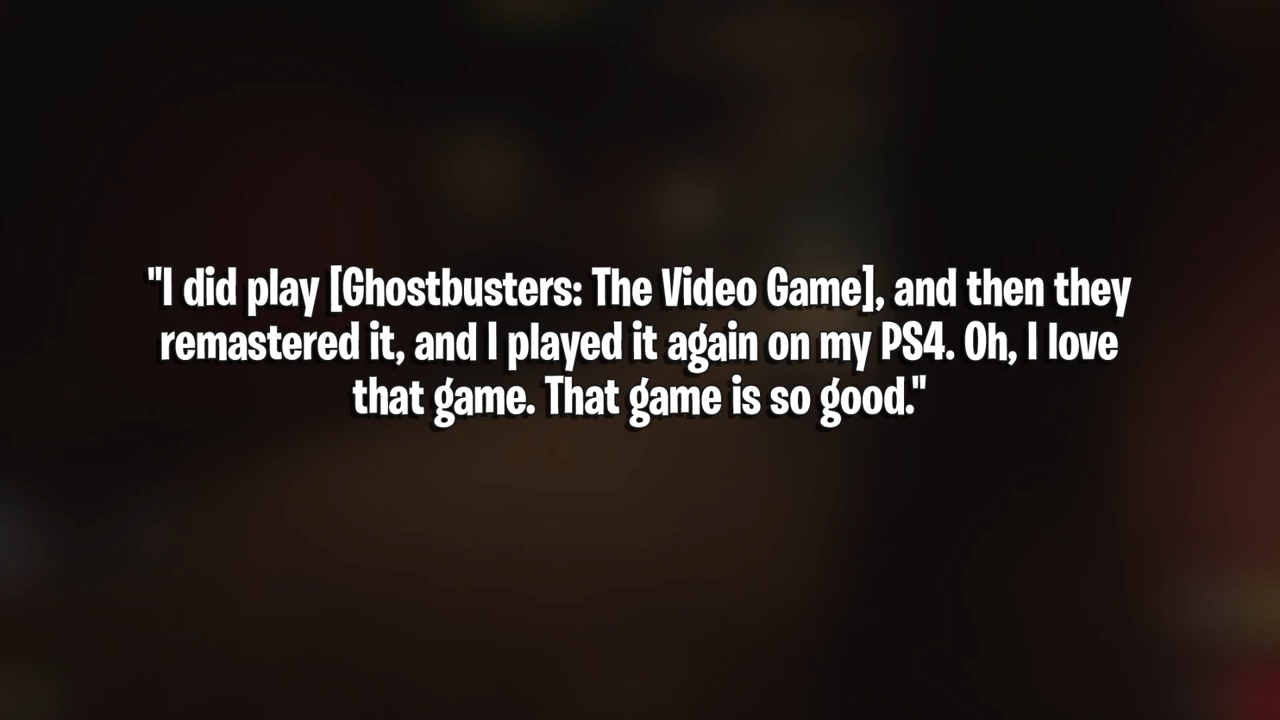 "I did play [Ghostbusters: The Video Game], and then they
remastered it, and I played it again on my PS4. Oh, I love
that game. That game is so good."